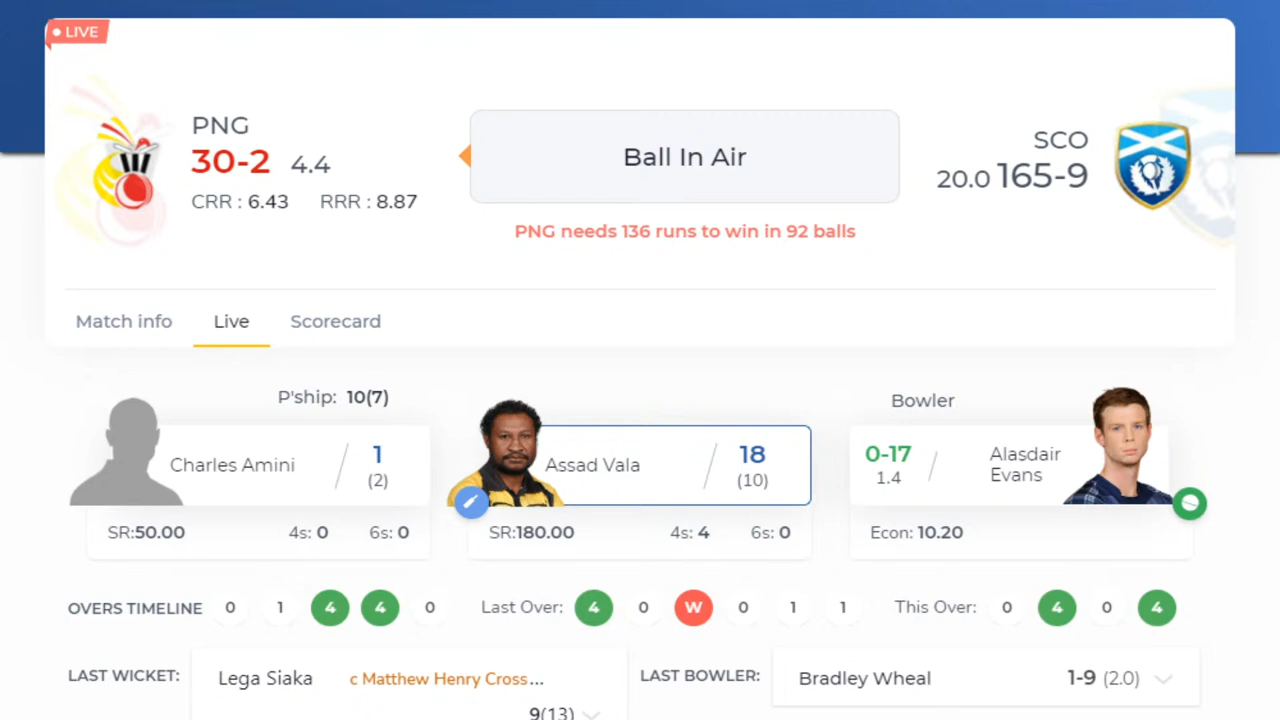 LIVE
PNG
30-2 4.4
CRR : 6.43 RRR : 8.87
Ball In Air
PNG needs 136 runs to win in 92 balls
SCO
20.0 165-9
Match info Live Scorecard
P'ship: 10(7)
Charles Amini 1 (2)
SR:50.00 4s: 0 6s: 0
Assad Vala 18 (10)
SR:180.00 4s: 4 6s: 0
Bowler
0-17 1.4 Alasdair Evans
Econ: 10.20
OVERS TIMELINE 0 1 4 4 0 Last Over: 4 0 W 0 1 1 This Over: 0 4 0 4
LAST WICKET: Lega Siaka c Matthew Henry Cross...
9(13)
LAST BOWLER: Bradley Wheal 1-9 (2.0)